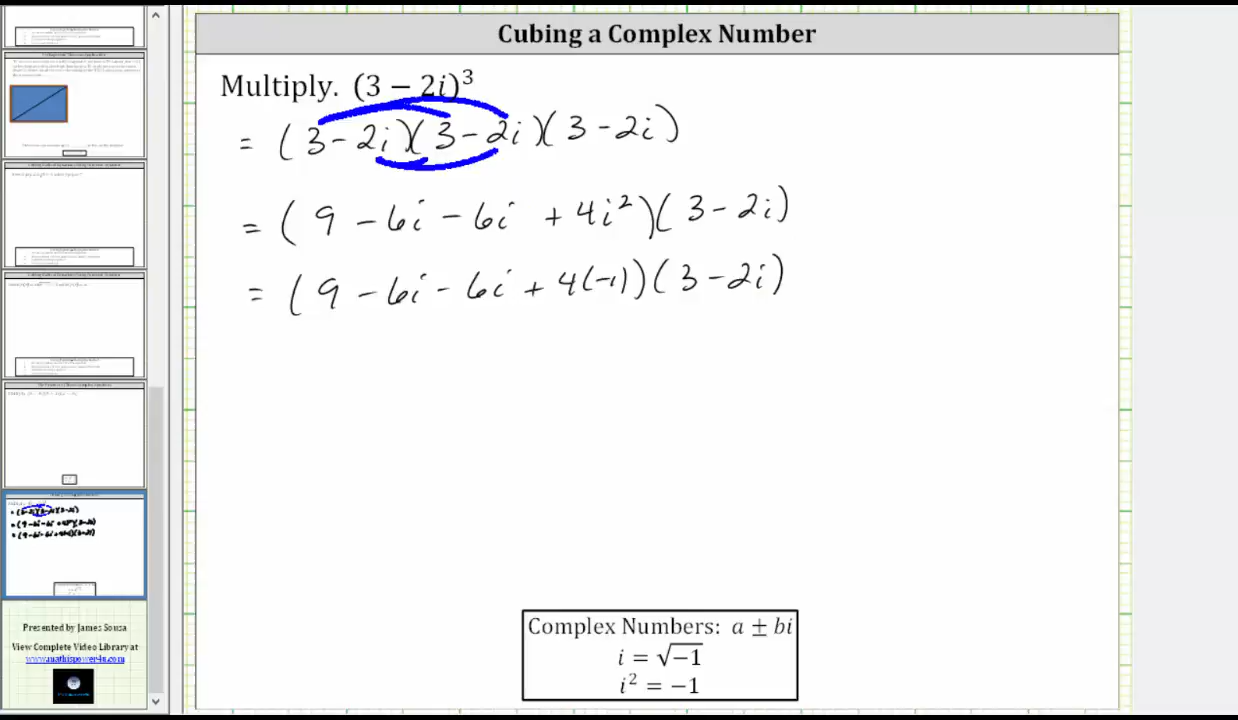 Cubing a Complex Number
Multiply. (3 − 2i)³
= (3 - 2i)(3 - 2i)(3 - 2i)
= (9 - 6i - 6i + 4i²)(3 - 2i)
= (9 - 6i - 6i + 4(-1))(3 - 2i)
Complex Numbers: a ± bi
i = √−1
i² = −1
Presented by James Sousa
View Complete Video Library at
www.mathispower4u.com